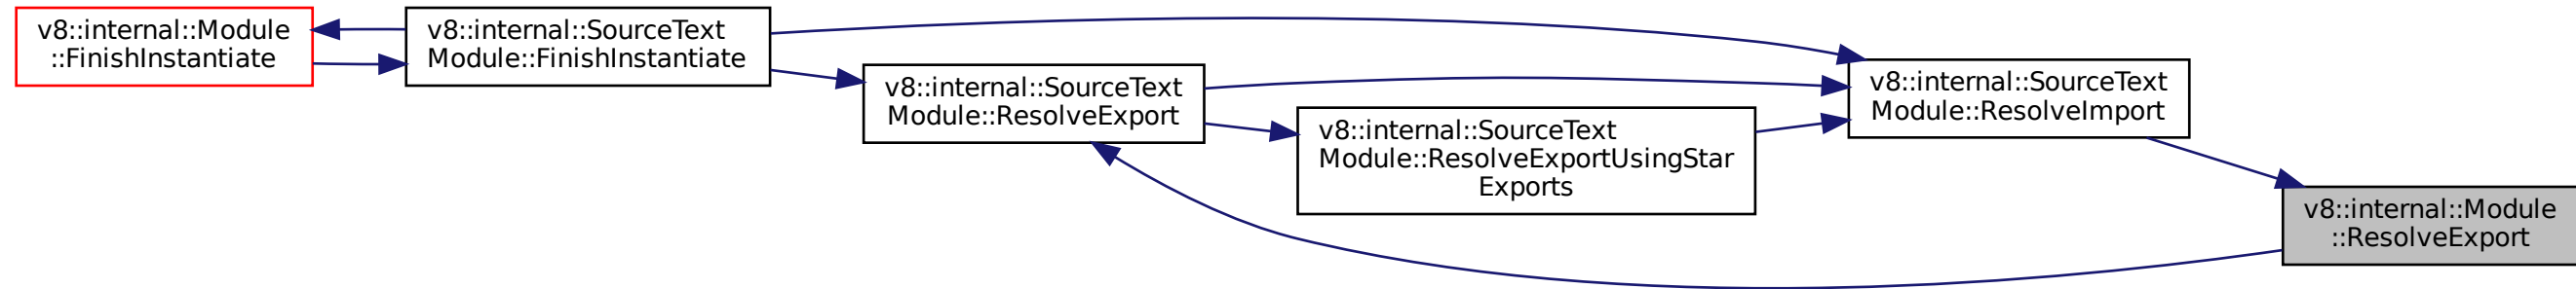 v8::internal::Module
::FinishInstantiate
v8::internal::SourceText
Module::FinishInstantiate
v8::internal::SourceText
Module::ResolveExport
v8::internal::SourceText
Module::ResolveExportUsingStar
Exports
v8::internal::SourceText
Module::ResolveImport
v8::internal::Module
::ResolveExport